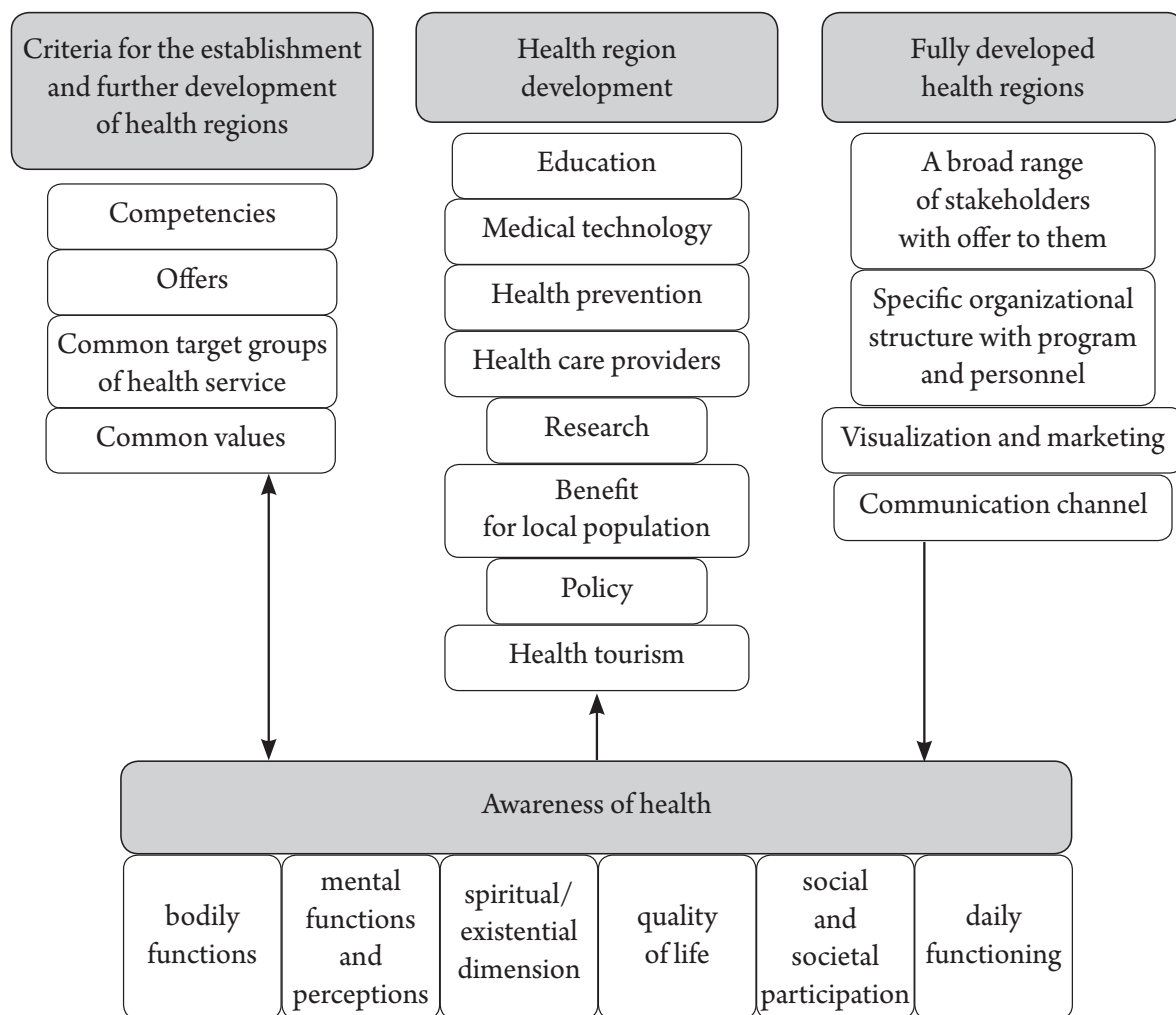 Criteria for the establishment
and further development
of health regions
Competencies
Offers
Common target groups
of health service
Common values
Health region
development
Education
Medical technology
Health prevention
Health care providers
Research
Benefit
for local population
Policy
Health tourism
Fully developed
health regions
A broad range
of stakeholders
with offer to them
Specific organizational
structure with program
and personnel
Visualization and marketing
Communication channel
Awareness of health
bodily
functions
mental
functions
and
perceptions
spiritual/
existential
dimension
quality
of life
social
and
societal
participation
daily
functioning